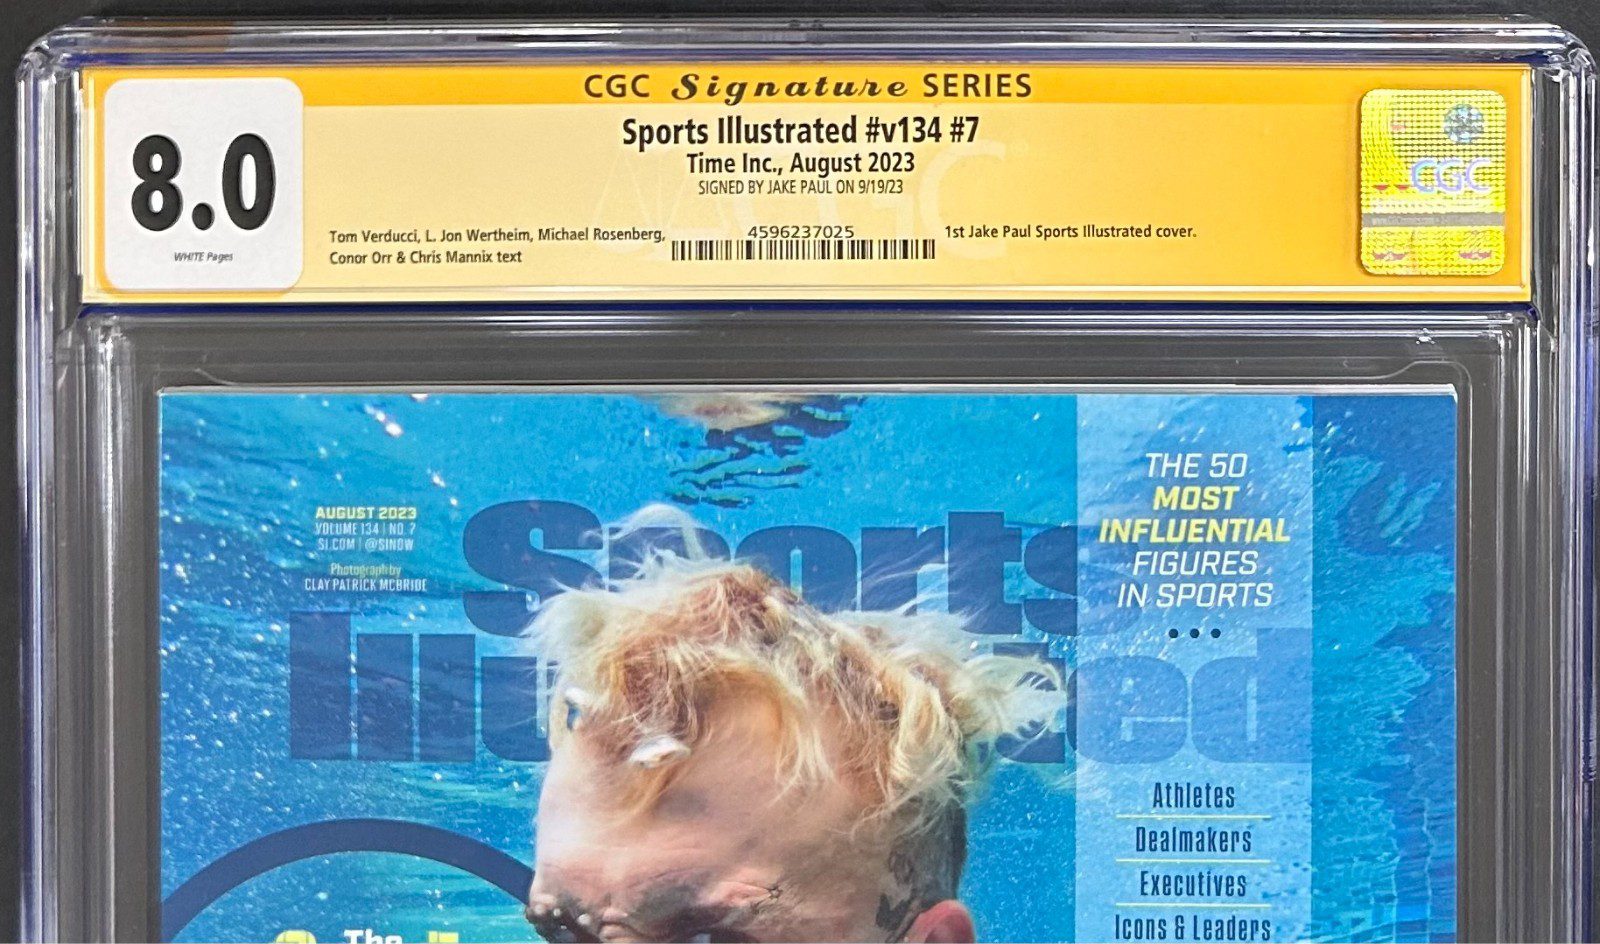 CGC Signature SERIES
8.0
WHITE Pages
Sports Illustrated #v134 #7
Time Inc., August 2023
SIGNED BY JAKE PAUL ON 9/19/23
Tom Verducci, L. Jon Wertheim, Michael Rosenberg,
Conor Orr & Chris Mannix text
4596237025
1st Jake Paul Sports Illustrated cover.
CGC
AUGUST 2023
VOLUME 134 | NO. 7
SI.COM | @SINOW
Photograph by
CLAY PATRICK MCBRIDE
Sports
Illustrated
THE 50
MOST
INFLUENTIAL
FIGURES
IN SPORTS
•••
Athletes
Dealmakers
Executives
Icons & Leaders
The